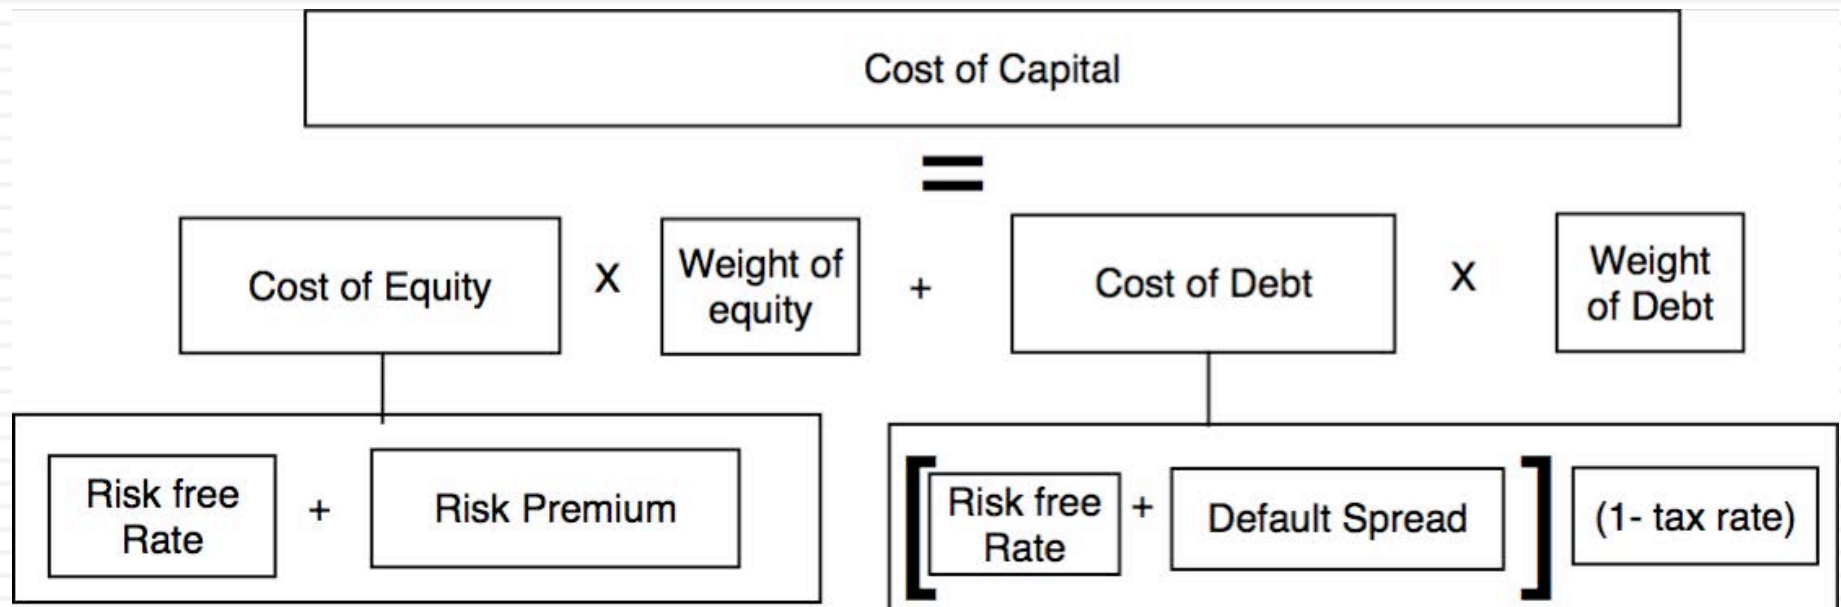 Cost of Capital
=
Cost of Equity X Weight of equity + Cost of Debt X Weight of Debt
Risk free Rate + Risk Premium
[ Risk free Rate + Default Spread ] (1- tax rate)